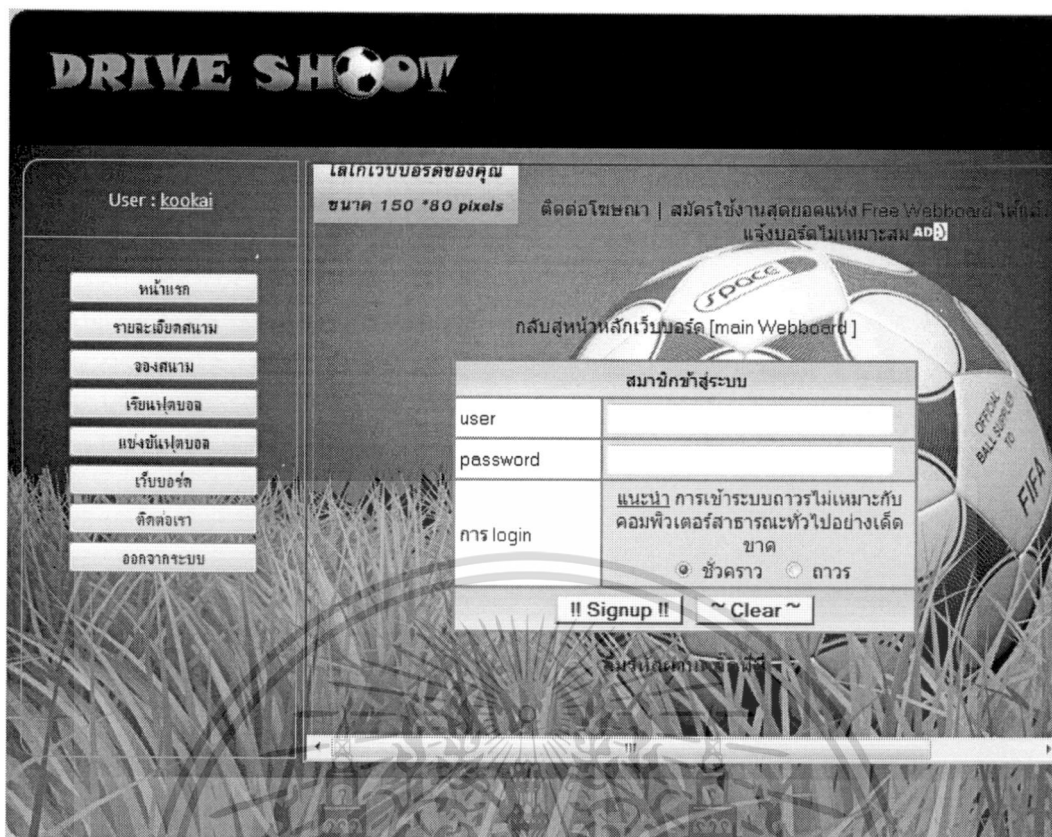 DRIVE SHOOT
User : kookai
หน้าแรก
รายละเอียดสนาม
จองสนาม
เรียนฟุตบอล
แข่งขันฟุตบอล
เว็บบอร์ด
ติดต่อเรา
ออกจากระบบ
โลโก้เว็บบอร์ดของคุณ
ขนาด 150 *80 pixels
ติดต่อโฆษณา | สมัครใช้งานสุดยอดแห่ง Free Webboard ได้แล้ว
แจ้งบอร์ดไม่เหมาะสม AD
space
กลับสู่หน้าหลักเว็บบอร์ด [main Webboard ]
สมาชิกเข้าสู่ระบบ
user
password
การ login
แนะนำ การเข้าระบบถาวรไม่เหมาะกับ
คอมพิวเตอร์สาธารณะทั่วไปอย่างเด็ด
ขาด
ชั่วคราว ถาวร
!! Signup !! ~ Clear ~
OFFICIAL
BALL SUPPLIER
10
FIFA